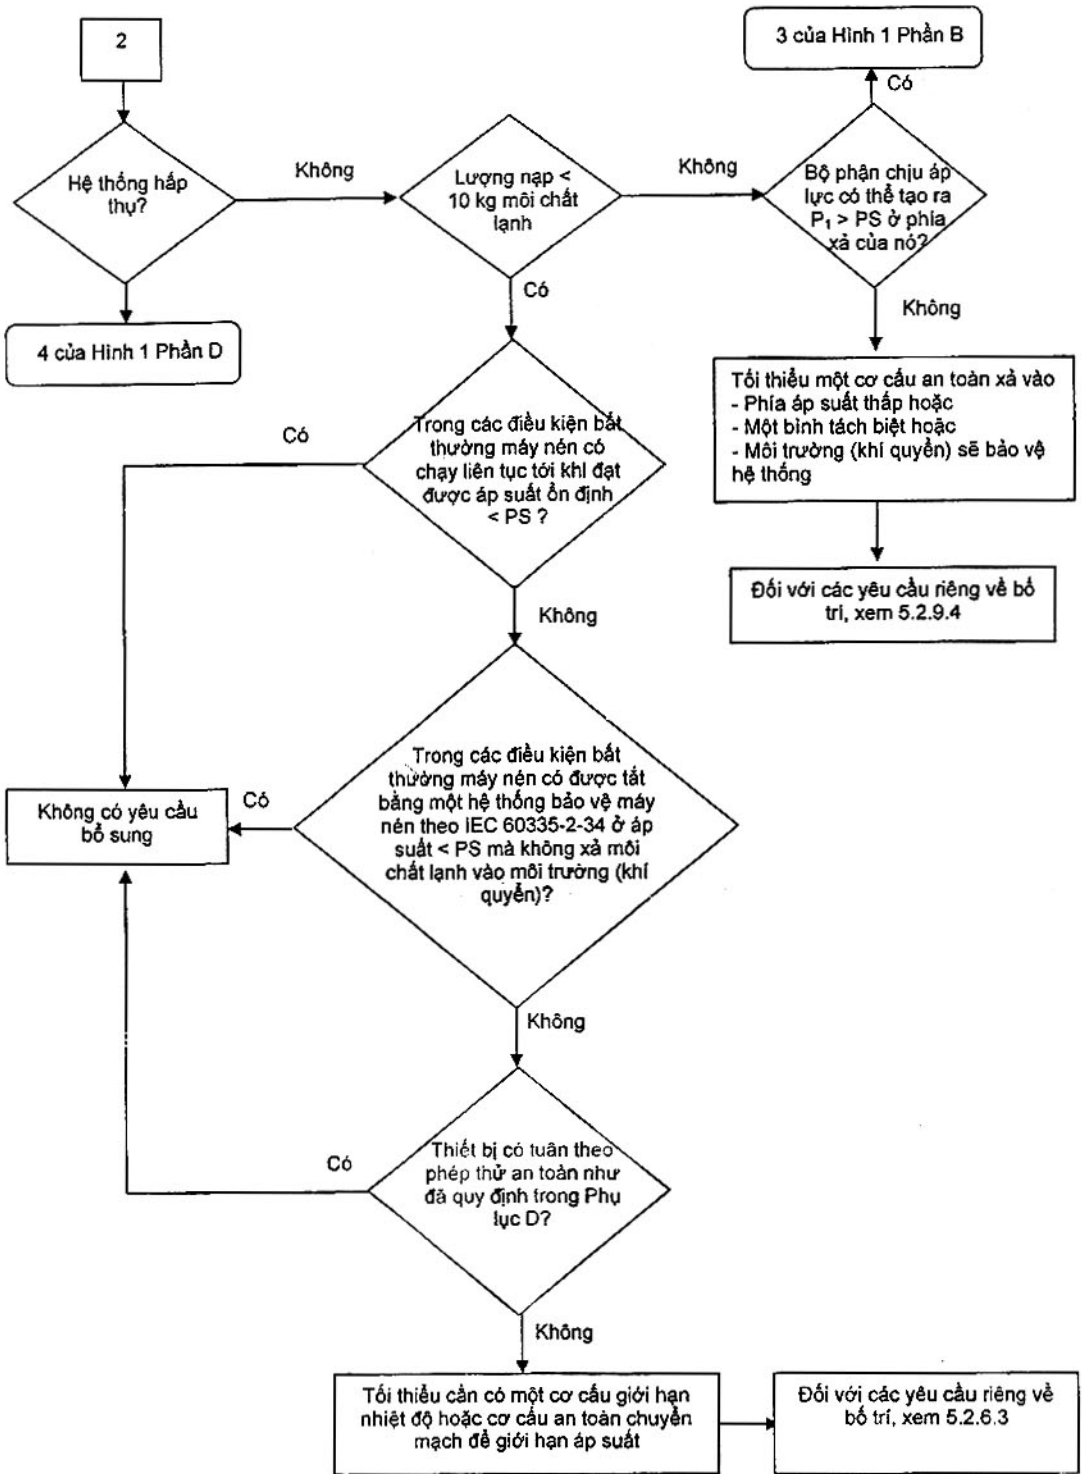 2
3 của Hình 1 Phần B
Có
Hệ thống hấp
thụ?
Không
Lượng nạp <
10 kg môi chất
lạnh
Không
Bộ phận chịu áp
lực có thể tạo ra
P₁ > PS ở phía
xả của nó?
Có
Không
4 của Hình 1 Phần D
Tối thiểu một cơ cấu an toàn xả vào
- Phía áp suất thấp hoặc
- Một bình tách biệt hoặc
- Môi trường (khí quyển) sẽ bảo vệ
hệ thống
Có
Trong các điều kiện bất
thường máy nén có
chạy liên tục tới khi đạt
được áp suất ổn định
< PS ?
Đối với các yêu cầu riêng về bố
trí, xem 5.2.9.4
Không
Trong các điều kiện bất
thường máy nén có được tắt
bằng một hệ thống bảo vệ máy
nén theo IEC 60335-2-34 ở áp
suất < PS mà không xả môi
chất lạnh vào môi trường (khí
quyển)?
Có
Không có yêu cầu
bổ sung
Không
Có
Thiết bị có tuân theo
phép thử an toàn như
đã quy định trong Phụ
lục D?
Không
Tối thiểu cần có một cơ cấu giới hạn
nhiệt độ hoặc cơ cấu an toàn chuyển
mạch để giới hạn áp suất
Đối với các yêu cầu riêng về
bố trí, xem 5.2.6.3